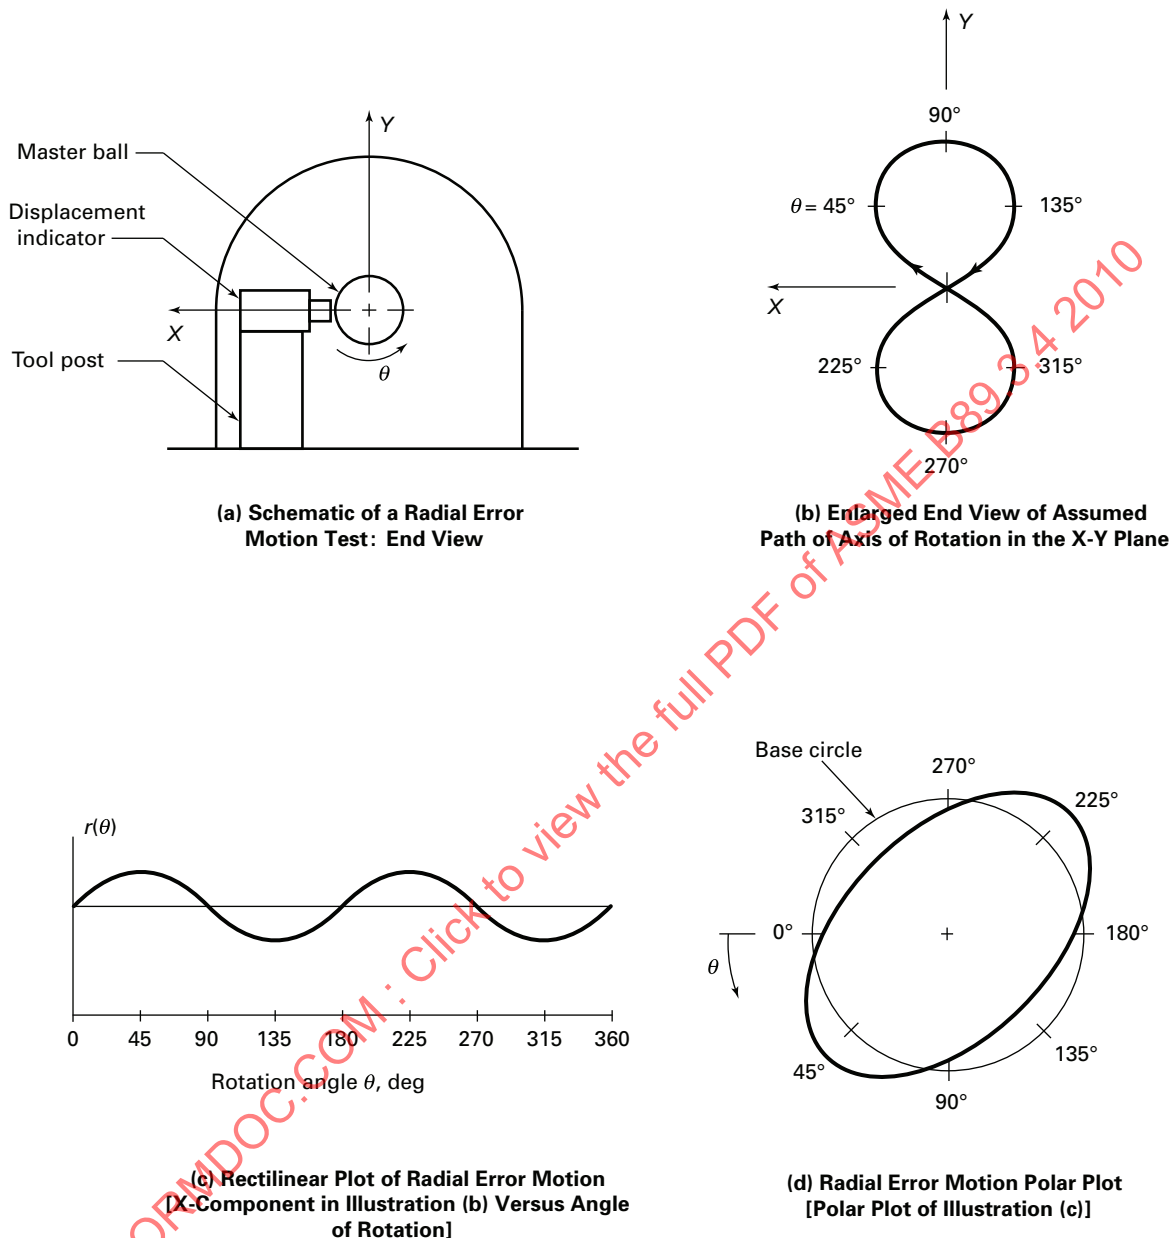 Master ball
Displacement
indicator
Tool post
Y
X
θ
(a) Schematic of a Radial Error
Motion Test: End View
Y
90°
θ = 45°
135°
X
225°
315°
270°
(b) Enlarged End View of Assumed
Path of Axis of Rotation in the X-Y Plane
r(θ)
0 45 90 135 180 225 270 315 360
Rotation angle θ, deg
(c) Rectilinear Plot of Radial Error Motion
[X-Component in Illustration (b) Versus Angle
of Rotation]
Base circle
270°
315°
225°
0°
180°
θ
45°
135°
90°
(d) Radial Error Motion Polar Plot
[Polar Plot of Illustration (c)]
ORMDOC.COM : Click to view the full PDF of ASME B89.3.4 2010